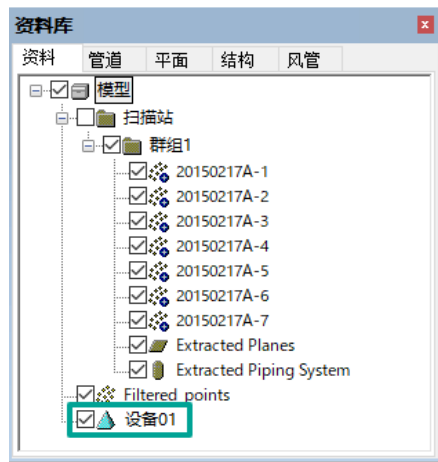 资料库
资料 管道 平面 结构 风管
模型
扫描站
群组1
20150217A-1
20150217A-2
20150217A-3
20150217A-4
20150217A-5
20150217A-6
20150217A-7
Extracted Planes
Extracted Piping System
Filtered_points
设备01